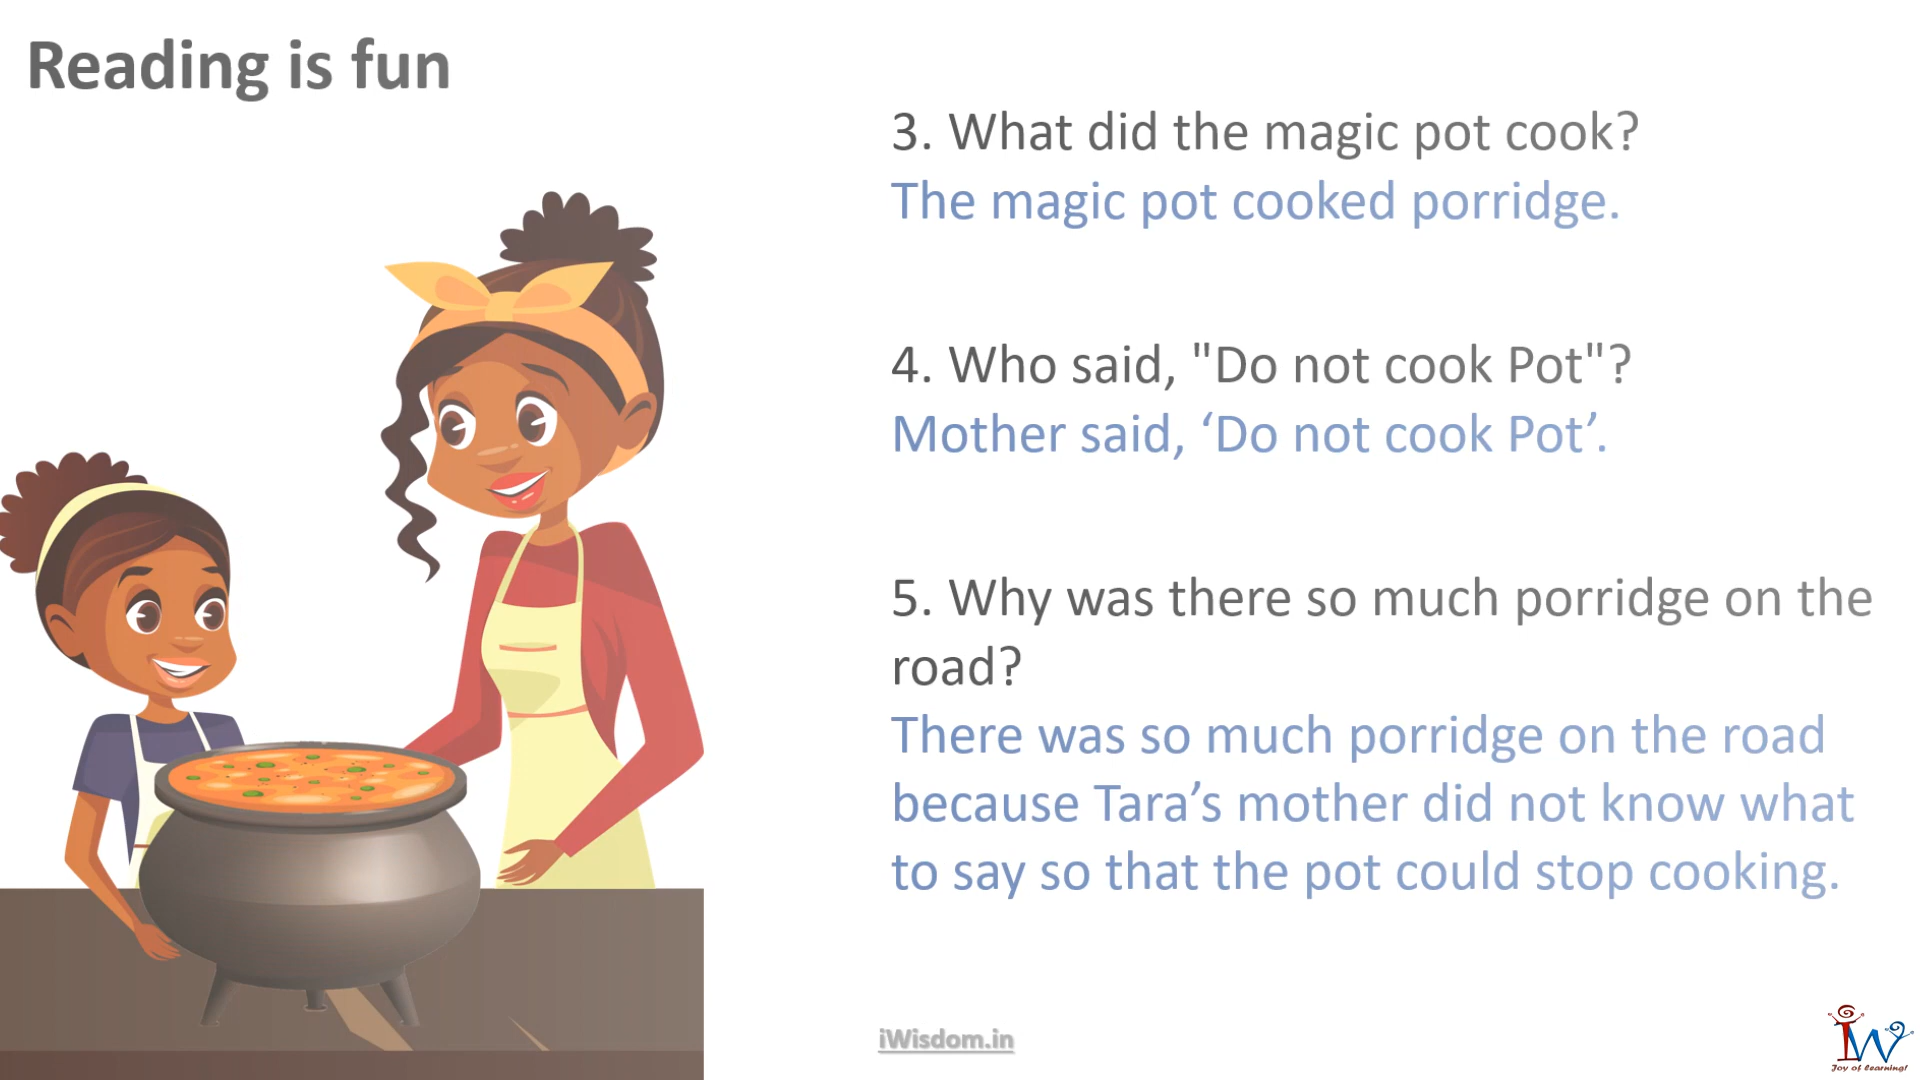 Reading is fun
3. What did the magic pot cook?
The magic pot cooked porridge.
4. Who said, "Do not cook Pot"?
Mother said, ‘Do not cook Pot’.
5. Why was there so much porridge on the
road?
There was so much porridge on the road
because Tara’s mother did not know what
to say so that the pot could stop cooking.
iWisdom.in
IW
Joy of learning!